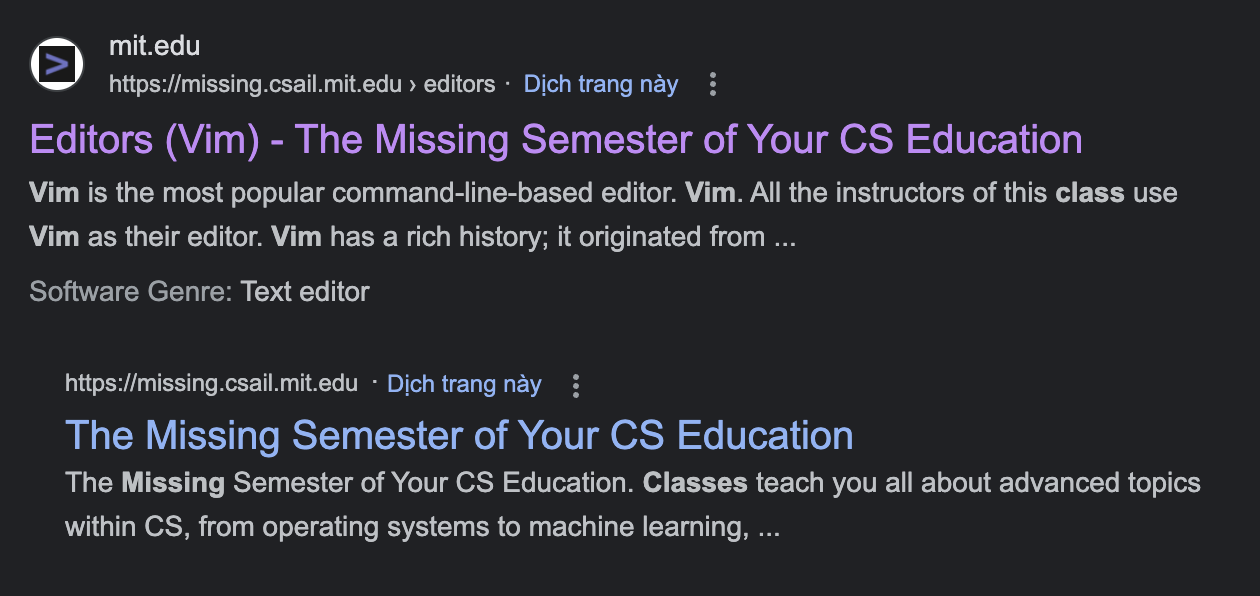 mit.edu
https://missing.csail.mit.edu › editors · Dịch trang này
Editors (Vim) - The Missing Semester of Your CS Education
Vim is the most popular command-line-based editor. Vim. All the instructors of this class use
Vim as their editor. Vim has a rich history; it originated from ...
Software Genre: Text editor
https://missing.csail.mit.edu · Dịch trang này
The Missing Semester of Your CS Education
The Missing Semester of Your CS Education. Classes teach you all about advanced topics
within CS, from operating systems to machine learning, ...